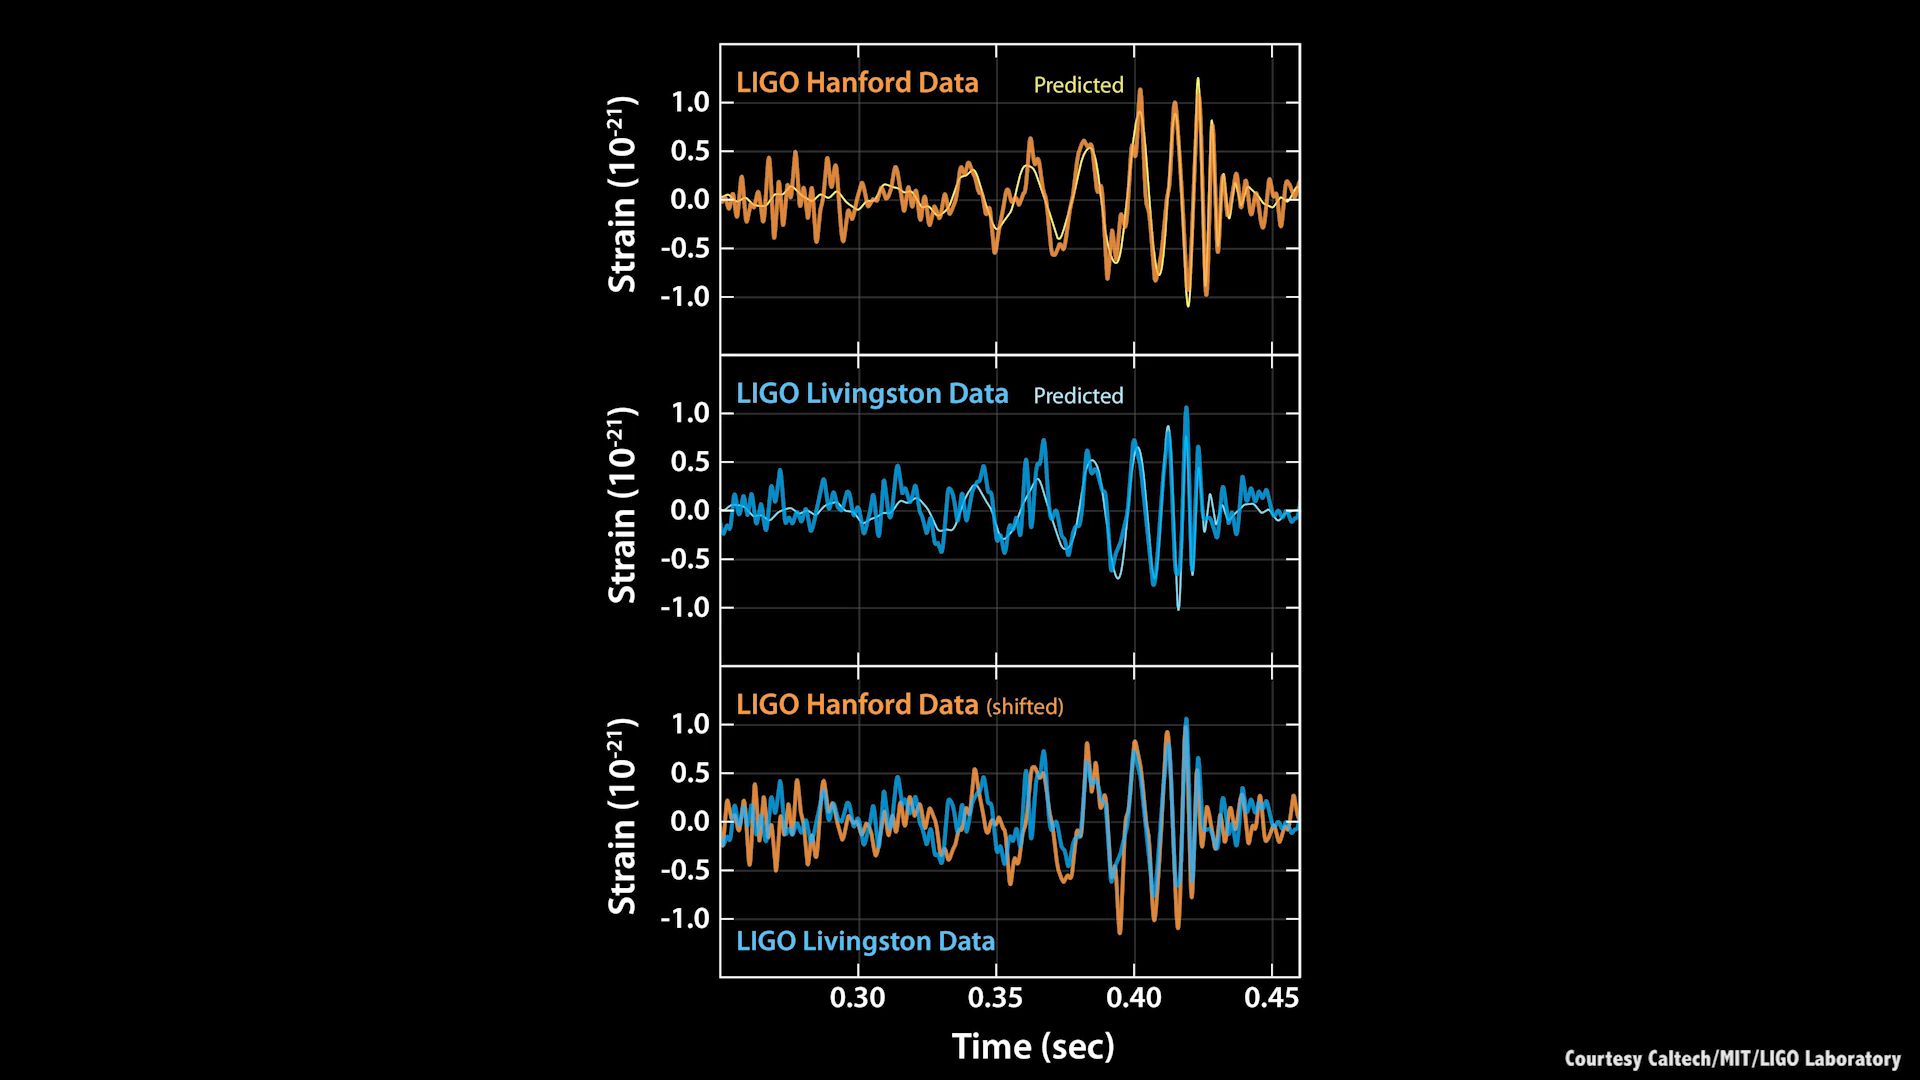 LIGO Hanford Data Predicted
Strain (10-21)
1.0
0.5
0.0
-0.5
-1.0
LIGO Livingston Data Predicted
Strain (10-21)
1.0
0.5
0.0
-0.5
-1.0
LIGO Hanford Data (shifted)
Strain (10-21)
1.0
0.5
0.0
-0.5
-1.0
LIGO Livingston Data
0.30 0.35 0.40 0.45
Time (sec)
Courtesy Caltech/MIT/LIGO Laboratory